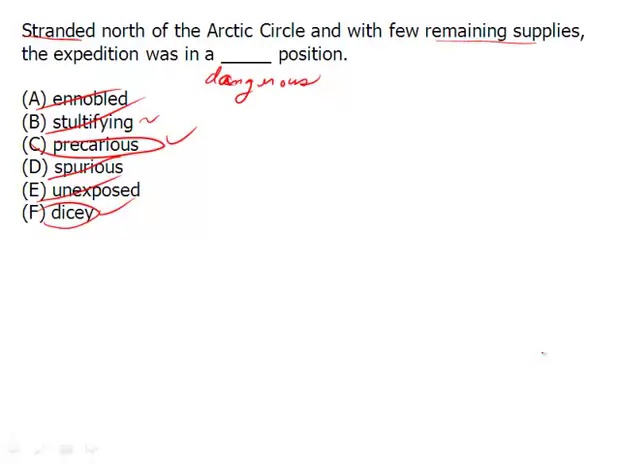 Stranded north of the Arctic Circle and with few remaining supplies,
the expedition was in a _____ position.
dangerous
(A) ennobled
(B) stultifying ~
(C) precarious
(D) spurious
(E) unexposed
(F) dicey